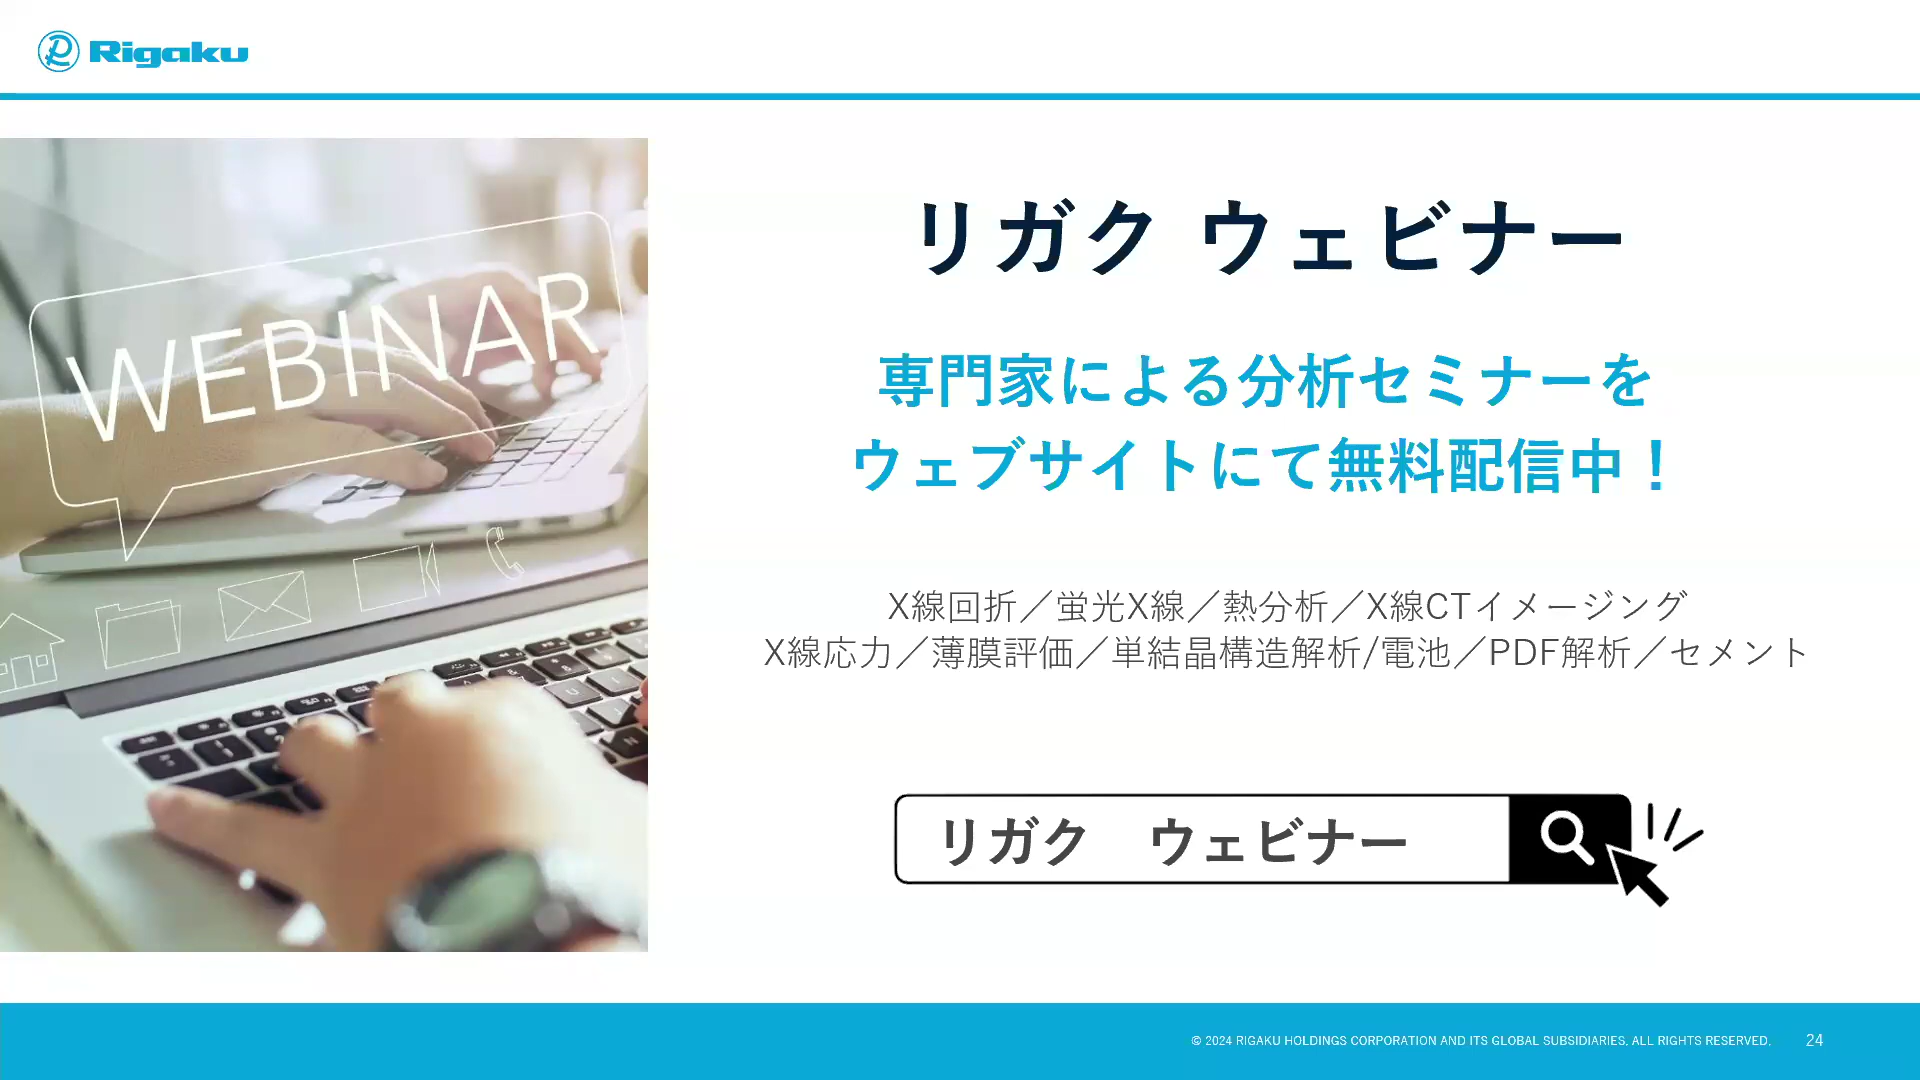 Rigaku
WEBINAR
リガク ウェビナー
専門家による分析セミナーを
ウェブサイトにて無料配信中！
X線回折／蛍光X線／熱分析／X線CTイメージング
X線応力／薄膜評価／単結晶構造解析/電池／PDF解析／セメント
リガク　ウェビナー
© 2024 RIGAKU HOLDINGS CORPORATION AND ITS GLOBAL SUBSIDIARIES. ALL RIGHTS RESERVED.
24